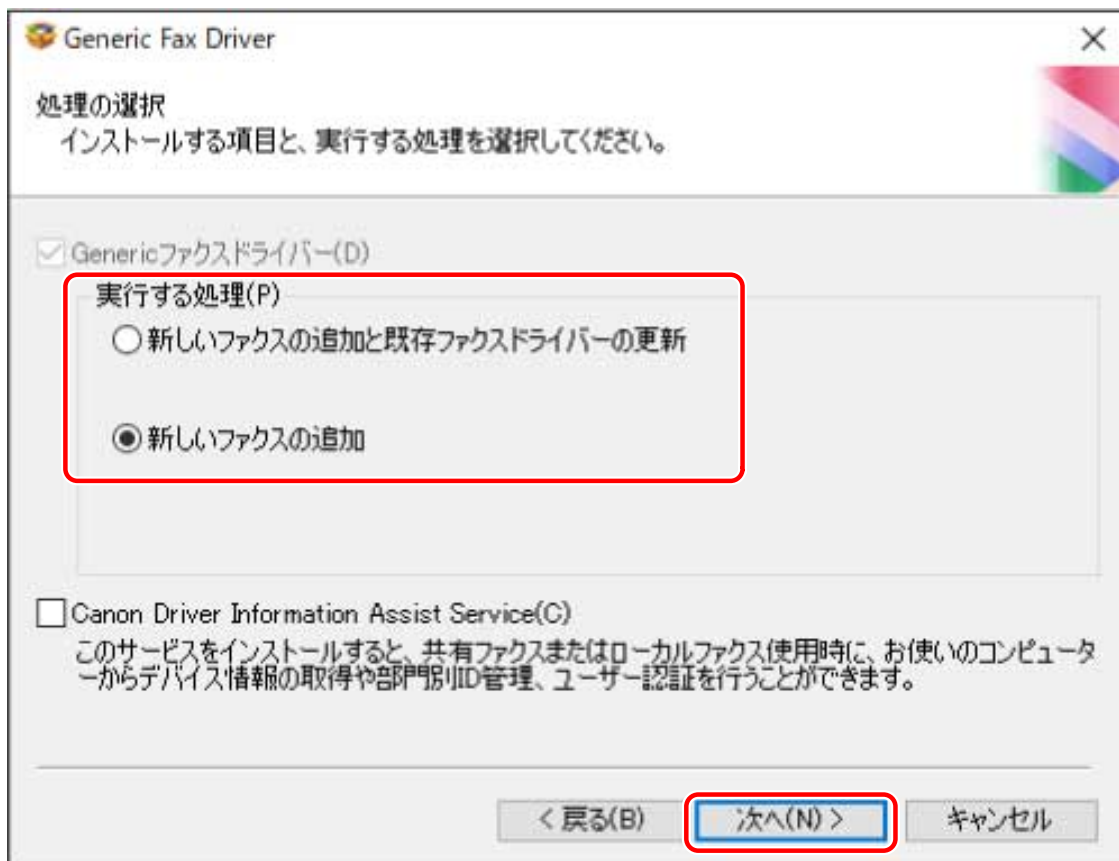 Generic Fax Driver
処理の選択
インストールする項目と、実行する処理を選択してください。
Genericファクスドライバー(D)
実行する処理(P)
新しいファクスの追加と既存ファクスドライバーの更新
新しいファクスの追加
Canon Driver Information Assist Service(C)
このサービスをインストールすると、共有ファクスまたはローカルファクス使用時に、お使いのコンピュータ
ーからデバイス情報の取得や部門別ID管理、ユーザー認証を行うことができます。
< 戻る(B) 次へ(N) > キャンセル